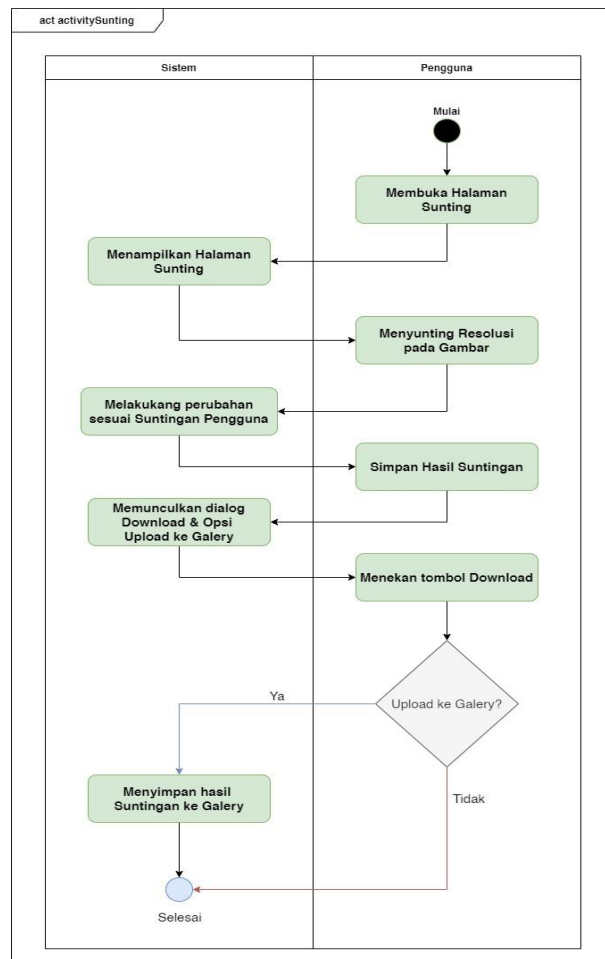 act activitySunting
Sistem
Pengguna
Mulai
Membuka Halaman
Sunting
Menampilkan Halaman
Sunting
Menyunting Resolusi
pada Gambar
Melakukang perubahan
sesuai Suntingan Pengguna
Simpan Hasil Suntingan
Memunculkan dialog
Download & Opsi
Upload ke Galery
Menekan tombol Download
Upload ke Galery?
Ya
Tidak
Menyimpan hasil
Suntingan ke Galery
Selesai